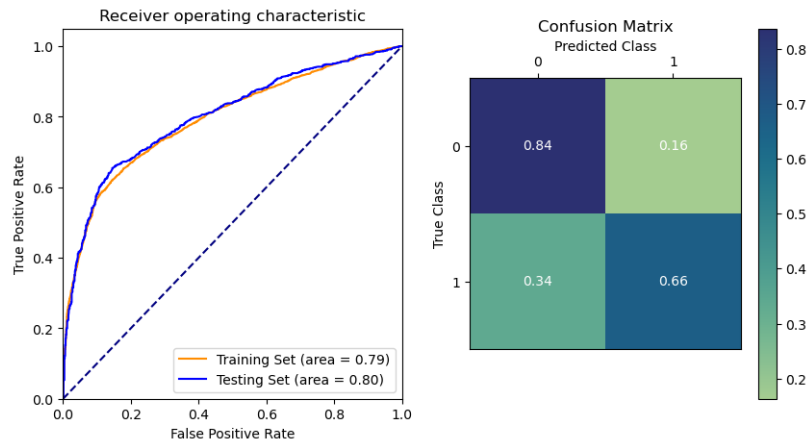 Receiver operating characteristic
True Positive Rate
1.0
0.8
0.6
0.4
0.2
0.0
0.0 0.2 0.4 0.6 0.8 1.0
False Positive Rate
Training Set (area = 0.79)
Testing Set (area = 0.80)
Confusion Matrix
Predicted Class
0 1
True Class
0 0.84 0.16
1 0.34 0.66
0.8
0.7
0.6
0.5
0.4
0.3
0.2